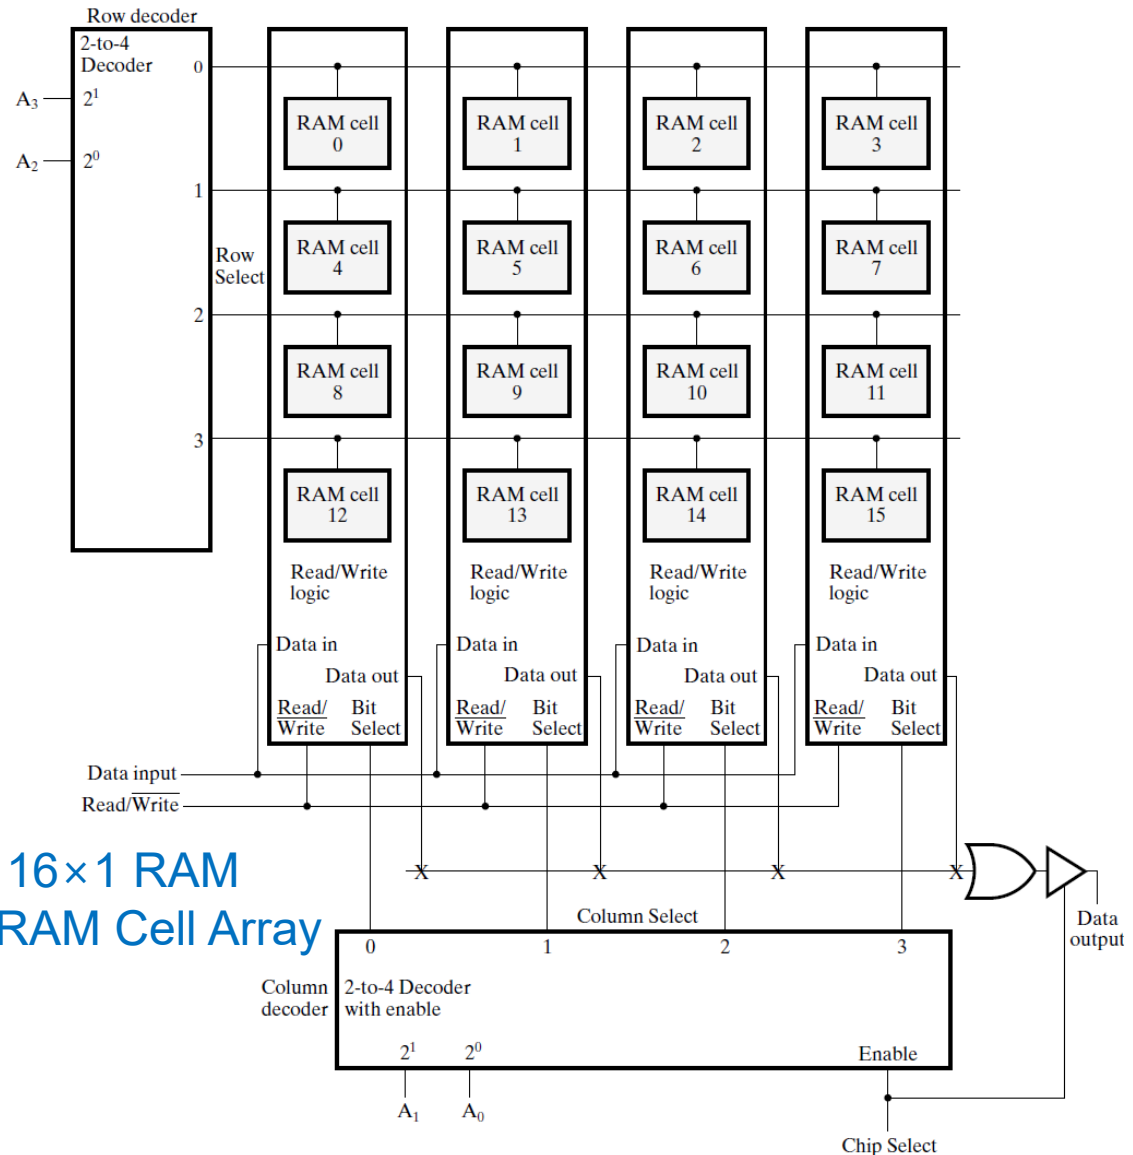 Row decoder
2-to-4
Decoder
0
A₃
2¹
RAM cell
0
RAM cell
1
RAM cell
2
RAM cell
3
A₂
2⁰
1
Row
Select
RAM cell
4
RAM cell
5
RAM cell
6
RAM cell
7
2
RAM cell
8
RAM cell
9
RAM cell
10
RAM cell
11
3
RAM cell
12
RAM cell
13
RAM cell
14
RAM cell
15
Read/Write
logic
Read/Write
logic
Read/Write
logic
Read/Write
logic
Data in
Data in
Data in
Data in
Data out
Data out
Data out
Data out
Read/
Write
Bit
Select
Read/
Write
Bit
Select
Read/
Write
Bit
Select
Read/
Write
Bit
Select
Data input
Read/Write
16×1 RAM
RAM Cell Array
X
X
X
X
Data
output
Column Select
0
1
2
3
Column
decoder
2-to-4 Decoder
with enable
2¹
2⁰
Enable
A₁
A₀
Chip Select